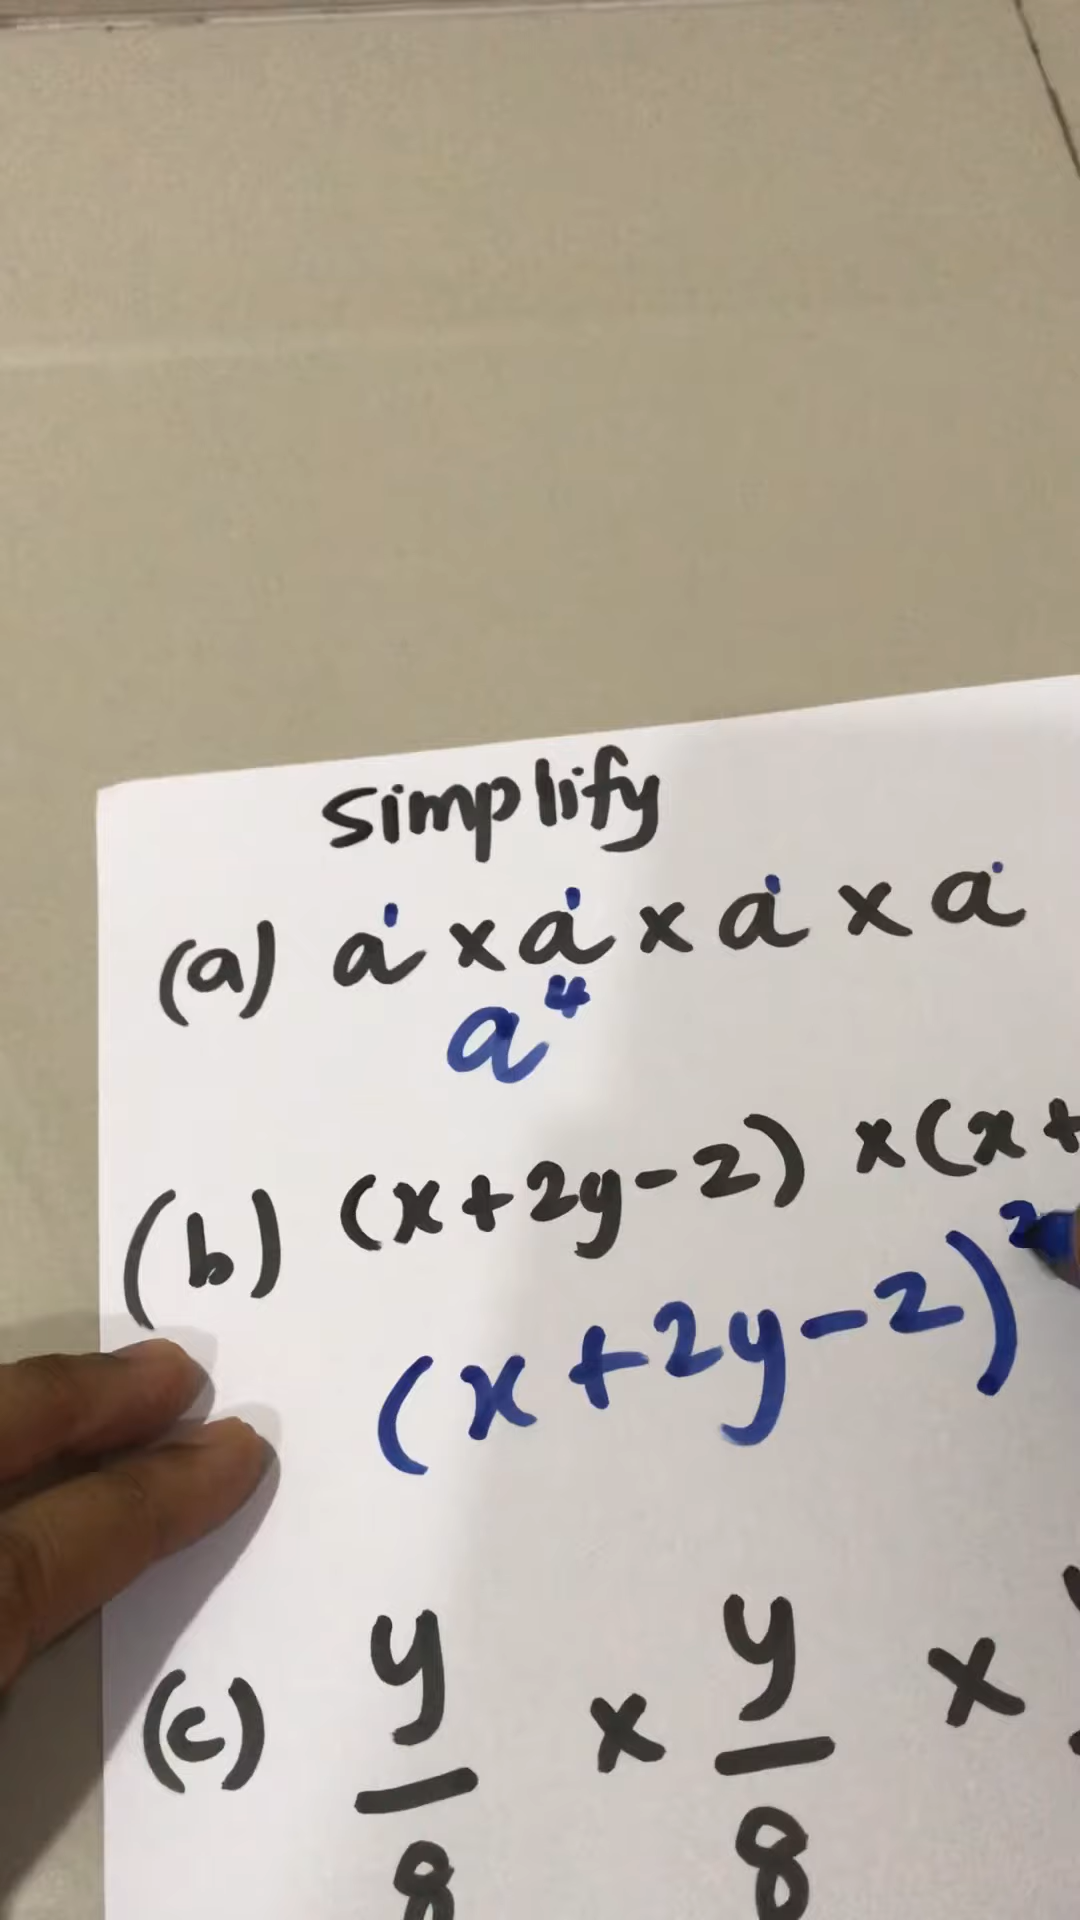 Simplify
(a) a × a × a × a
a⁴
(b) (x+2y-2) × (x+
(x+2y-2)²
(c) y/8 × y/8 ×